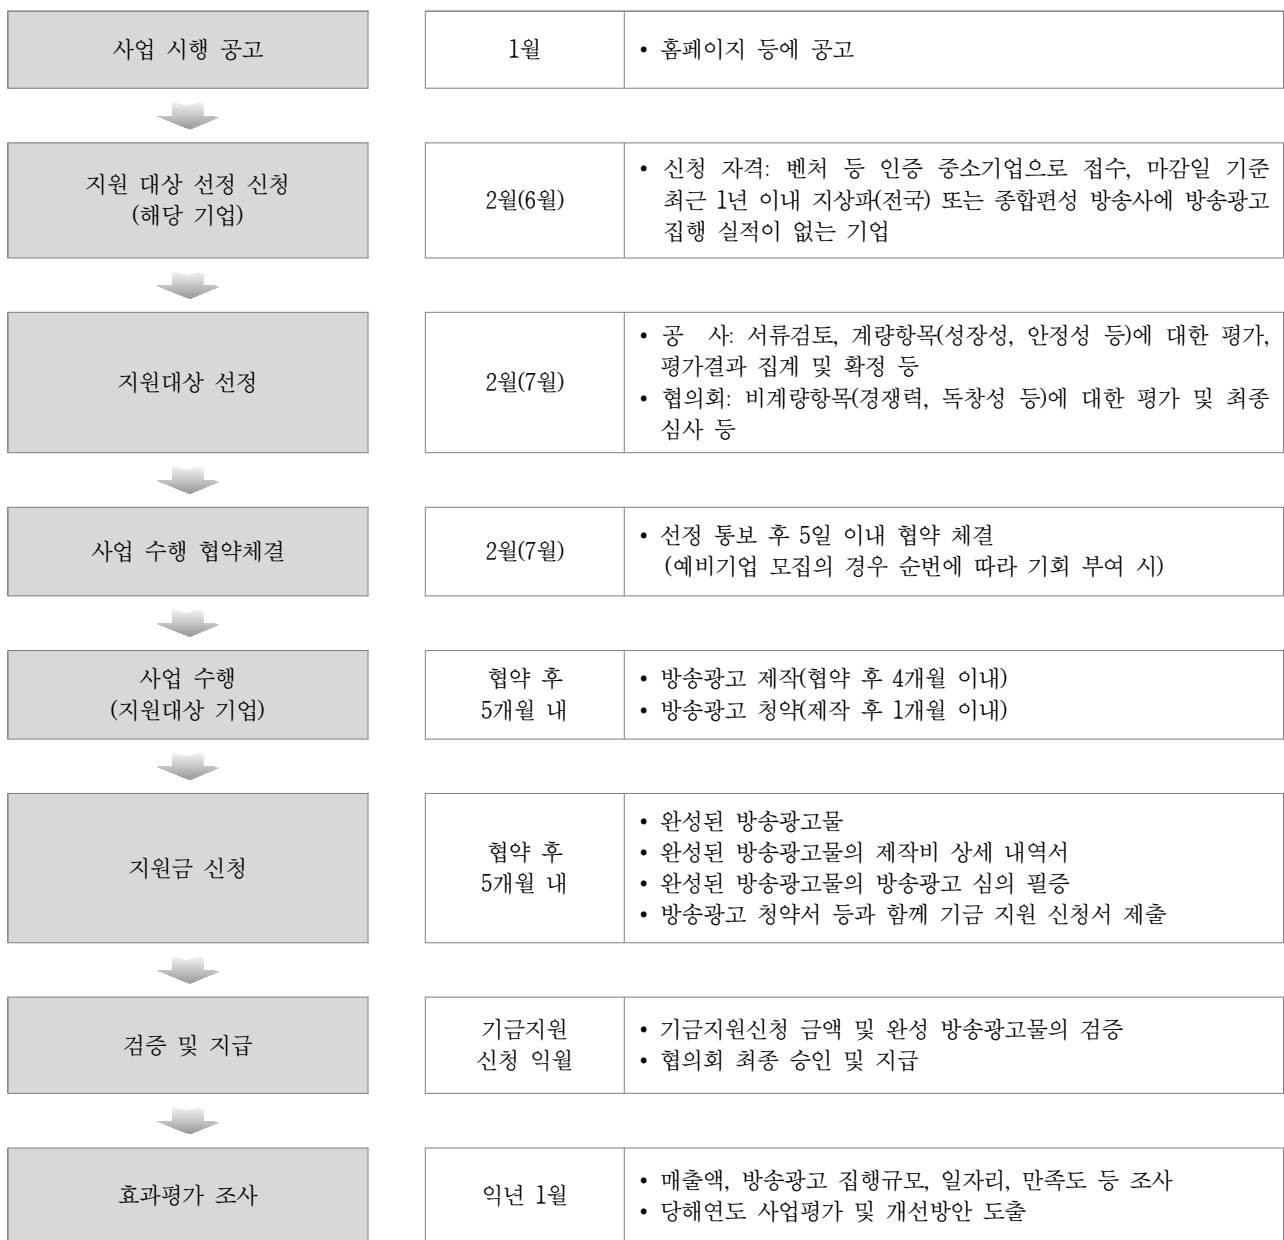 사업 시행 공고
1월
• 홈페이지 등에 공고
지원 대상 선정 신청
(해당 기업)
2월(6월)
• 신청 자격: 벤처 등 인증 중소기업으로 접수, 마감일 기준
최근 1년 이내 지상파(전국) 또는 종합편성 방송사에 방송광고
집행 실적이 없는 기업
지원대상 선정
2월(7월)
• 공 사: 서류검토, 계량항목(성장성, 안정성 등)에 대한 평가,
평가결과 집계 및 확정 등
• 협의회: 비계량항목(경쟁력, 독창성 등)에 대한 평가 및 최종
심사 등
사업 수행 협약체결
2월(7월)
• 선정 통보 후 5일 이내 협약 체결
(예비기업 모집의 경우 순번에 따라 기회 부여 시)
사업 수행
(지원대상 기업)
협약 후
5개월 내
• 방송광고 제작(협약 후 4개월 이내)
• 방송광고 청약(제작 후 1개월 이내)
지원금 신청
협약 후
5개월 내
• 완성된 방송광고물
• 완성된 방송광고물의 제작비 상세 내역서
• 완성된 방송광고물의 방송광고 심의 필증
• 방송광고 청약서 등과 함께 기금 지원 신청서 제출
검증 및 지급
기금지원
신청 익월
• 기금지원신청 금액 및 완성 방송광고물의 검증
• 협의회 최종 승인 및 지급
효과평가 조사
익년 1월
• 매출액, 방송광고 집행규모, 일자리, 만족도 등 조사
• 당해연도 사업평가 및 개선방안 도출